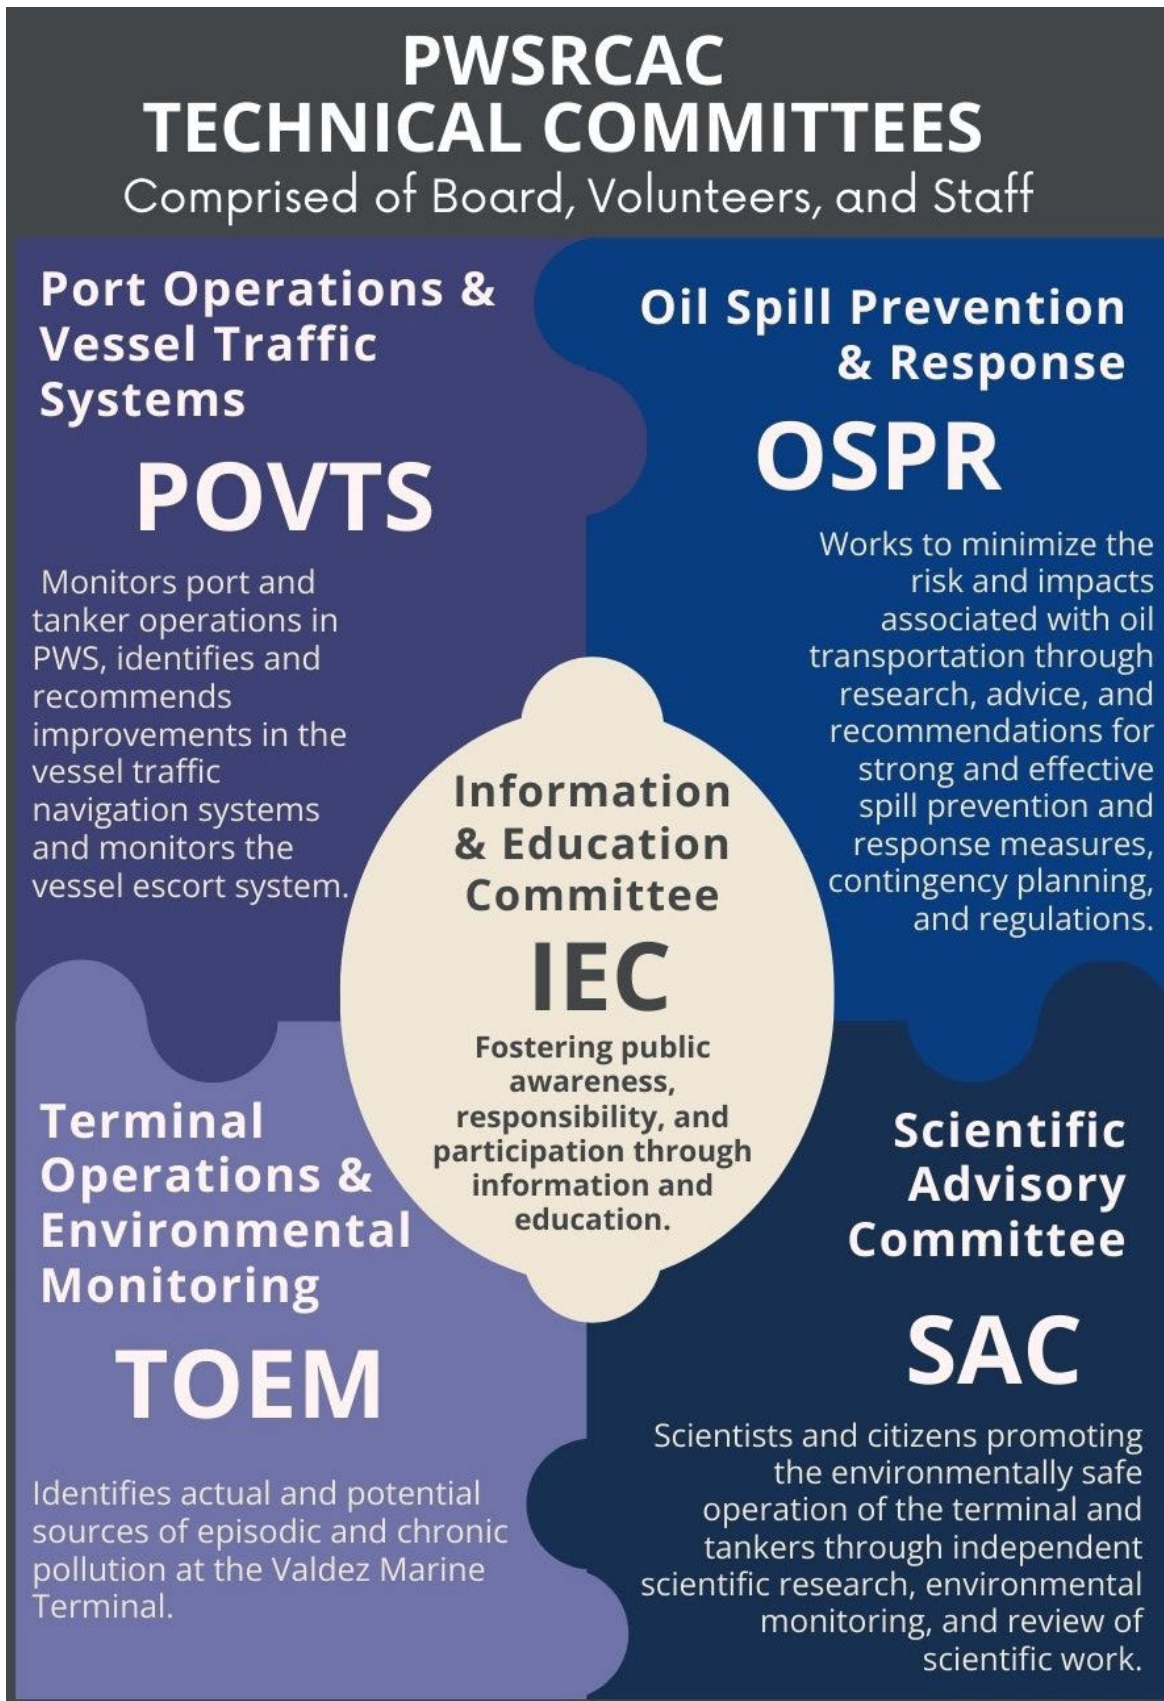 PWSRCAC
TECHNICAL COMMITTEES
Comprised of Board, Volunteers, and Staff
Port Operations &
Vessel Traffic
Systems
POVTS
Monitors port and
tanker operations in
PWS, identifies and
recommends
improvements in the
vessel traffic
navigation systems
and monitors the
vessel escort system.
Oil Spill Prevention
& Response
OSPR
Works to minimize the
risk and impacts
associated with oil
transportation through
research, advice, and
recommendations for
strong and effective
spill prevention and
response measures,
contingency planning,
and regulations.
Information
& Education
Committee
IEC
Fostering public
awareness,
responsibility, and
participation through
information and
education.
Terminal
Operations &
Environmental
Monitoring
TOEM
Identifies actual and potential
sources of episodic and chronic
pollution at the Valdez Marine
Terminal.
Scientific
Advisory
Committee
SAC
Scientists and citizens promoting
the environmentally safe
operation of the terminal and
tankers through independent
scientific research, environmental
monitoring, and review of
scientific work.